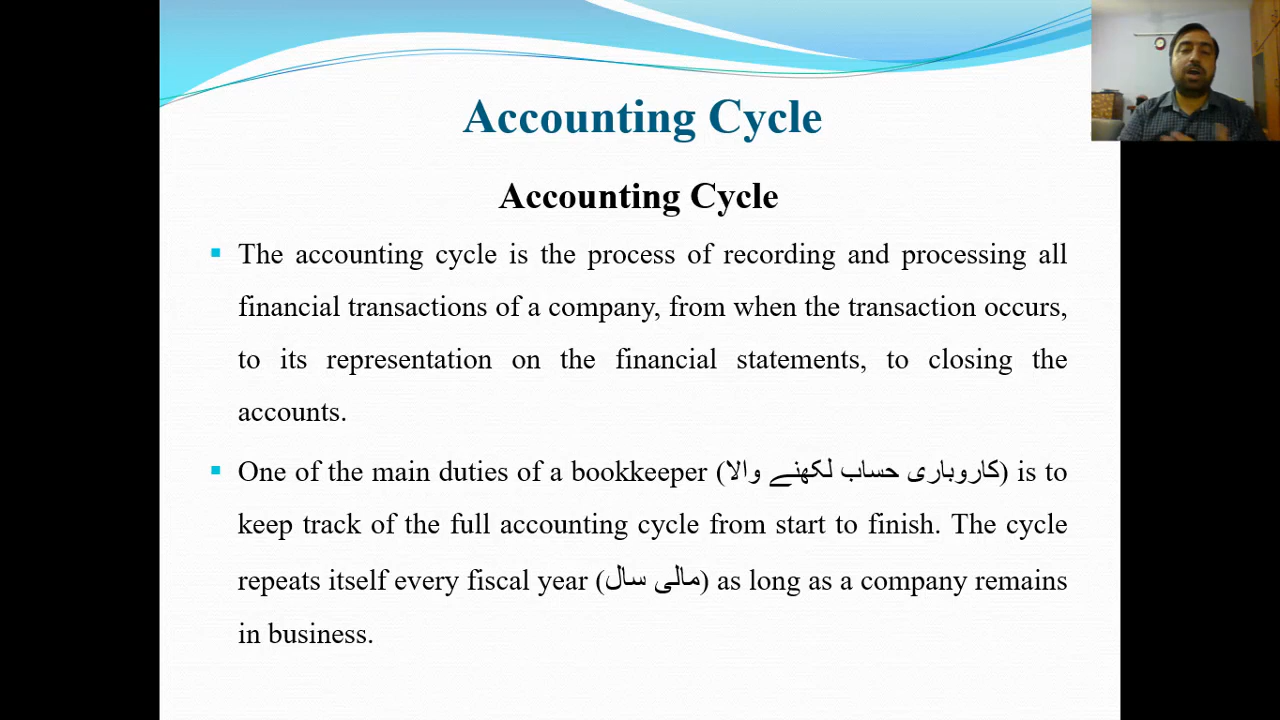 Accounting Cycle
Accounting Cycle
▪ The accounting cycle is the process of recording and processing all
financial transactions of a company, from when the transaction occurs,
to its representation on the financial statements, to closing the
accounts.
▪ One of the main duties of a bookkeeper (کاروباری حساب لکھنے والا) is to
keep track of the full accounting cycle from start to finish. The cycle
repeats itself every fiscal year (مالی سال) as long as a company remains
in business.